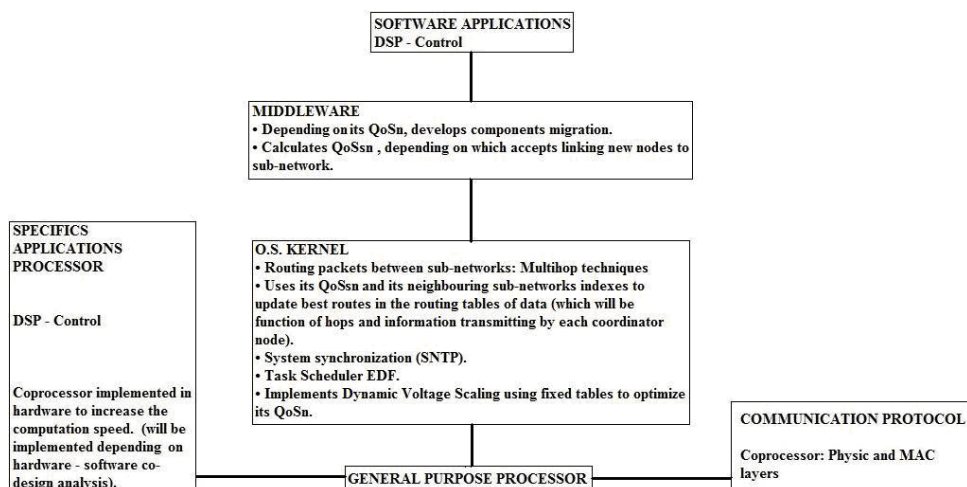 SOFTWARE APPLICATIONS
DSP - Control
MIDDLEWARE
• Depending on its QoSn, develops components migration.
• Calculates QoSsn , depending on which accepts linking new nodes to
sub-network.
SPECIFICS
APPLICATIONS
PROCESSOR
DSP - Control
Coprocessor implemented in
hardware to increase the
computation speed. (will be
implemented depending on
hardware - software co-
design analysis).
O.S. KERNEL
• Routing packets between sub-networks: Multihop techniques
• Uses its QoSsn and its neighbouring sub-networks indexes to
update best routes in the routing tables of data (which will be
function of hops and information transmitting by each coordinator
node).
• System synchronization (SNTP).
• Task Scheduler EDF.
• Implements Dynamic Voltage Scaling using fixed tables to optimize
its QoSn.
GENERAL PURPOSE PROCESSOR
COMMUNICATION PROTOCOL
Coprocessor: Physic and MAC
layers